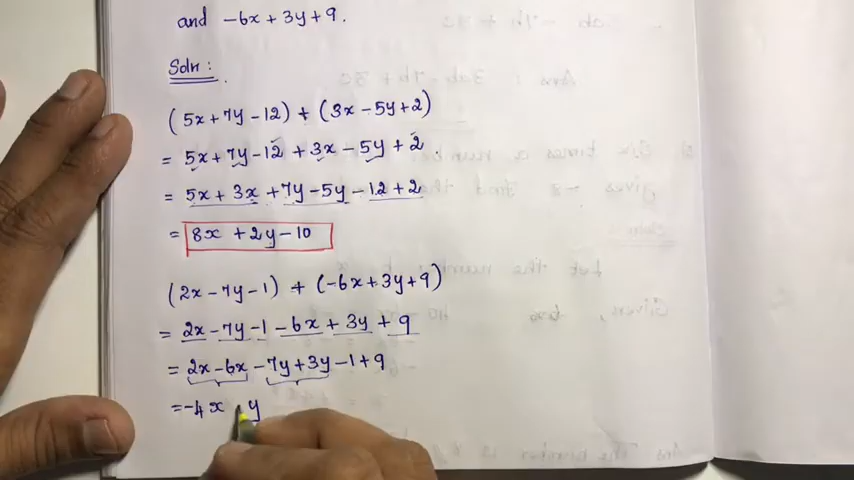 and -6x + 3y + 9.
Soln :
(5x + 7y - 12) + (3x - 5y + 2)
= 5x + 7y - 12 + 3x - 5y + 2.
= 5x + 3x + 7y - 5y - 12 + 2
= 8x + 2y - 10
(2x - 7y - 1) + (-6x + 3y + 9)
= 2x - 7y - 1 - 6x + 3y + 9
= 2x - 6x - 7y + 3y - 1 + 9
= -4x y